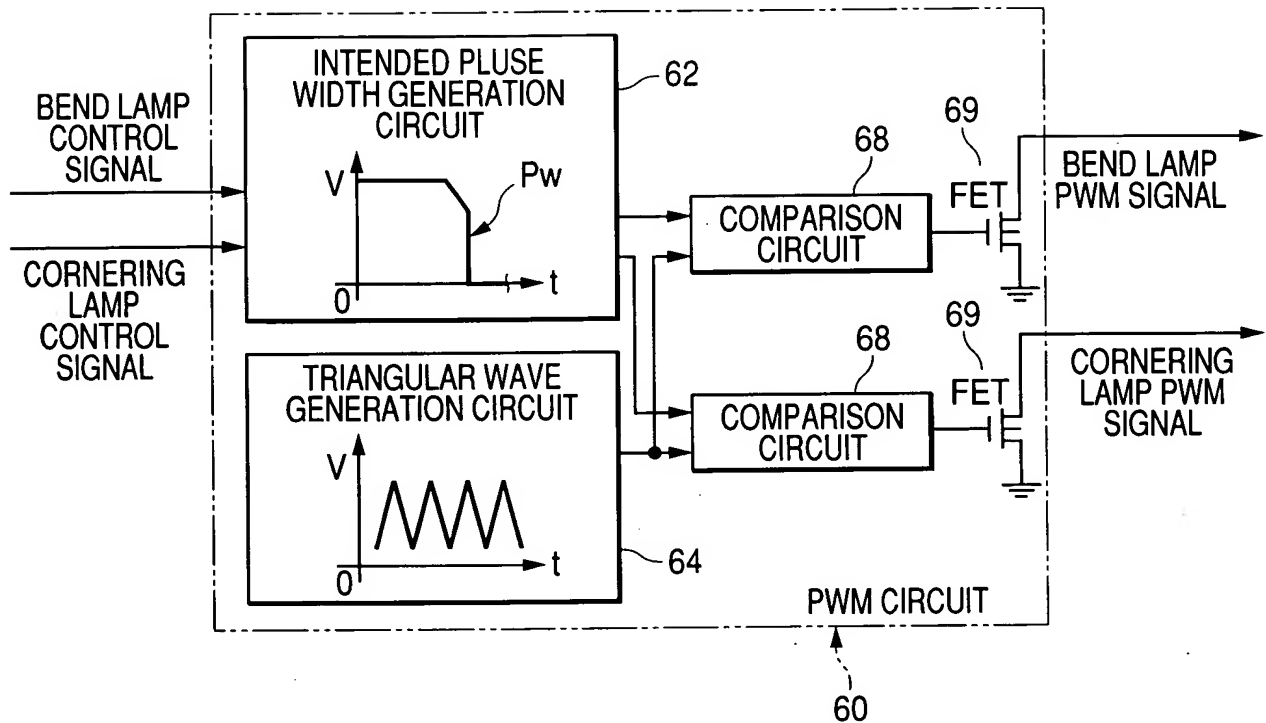 INTENDED PLUSE
WIDTH GENERATION
CIRCUIT
62
V
Pw
0
t
BEND LAMP
CONTROL
SIGNAL
CORNERING
LAMP
CONTROL
SIGNAL
TRIANGULAR WAVE
GENERATION CIRCUIT
V
0
t
64
68
COMPARISON
CIRCUIT
69
FET
BEND LAMP
PWM SIGNAL
68
COMPARISON
CIRCUIT
69
FET
CORNERING
LAMP PWM
SIGNAL
PWM CIRCUIT
60